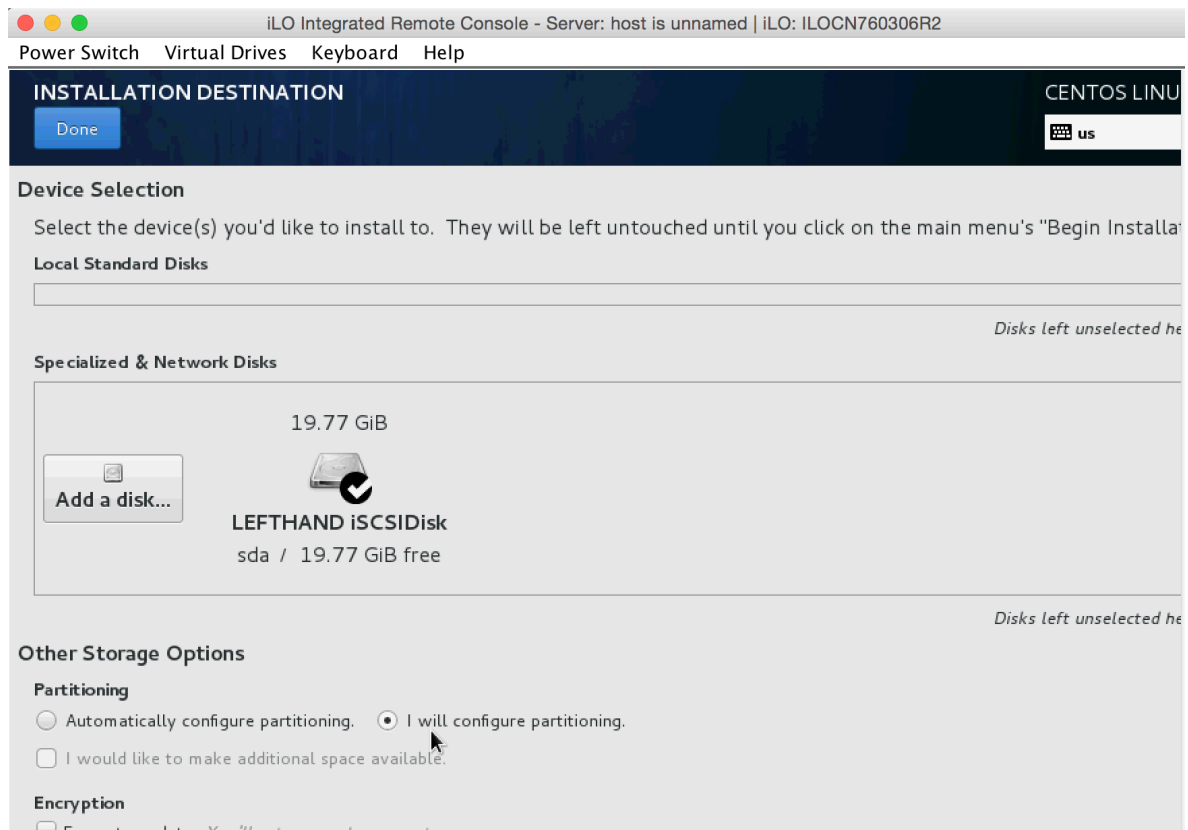 iLO Integrated Remote Console - Server: host is unnamed | iLO: ILOCN760306R2
Power Switch Virtual Drives Keyboard Help
INSTALLATION DESTINATION
CENTOS LINU
Done
us
Device Selection
Select the device(s) you'd like to install to. They will be left untouched until you click on the main menu's "Begin Installa
Local Standard Disks
Disks left unselected he
Specialized & Network Disks
19.77 GiB
Add a disk...
LEFTHAND iSCSIDisk
sda / 19.77 GiB free
Disks left unselected he
Other Storage Options
Partitioning
Automatically configure partitioning. I will configure partitioning.
I would like to make additional space available.
Encryption